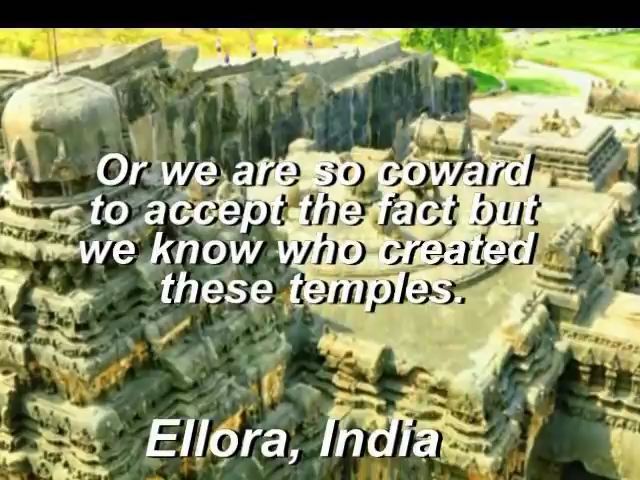 Or we are so coward
to accept the fact but
we know who created
these temples.
Ellora, India